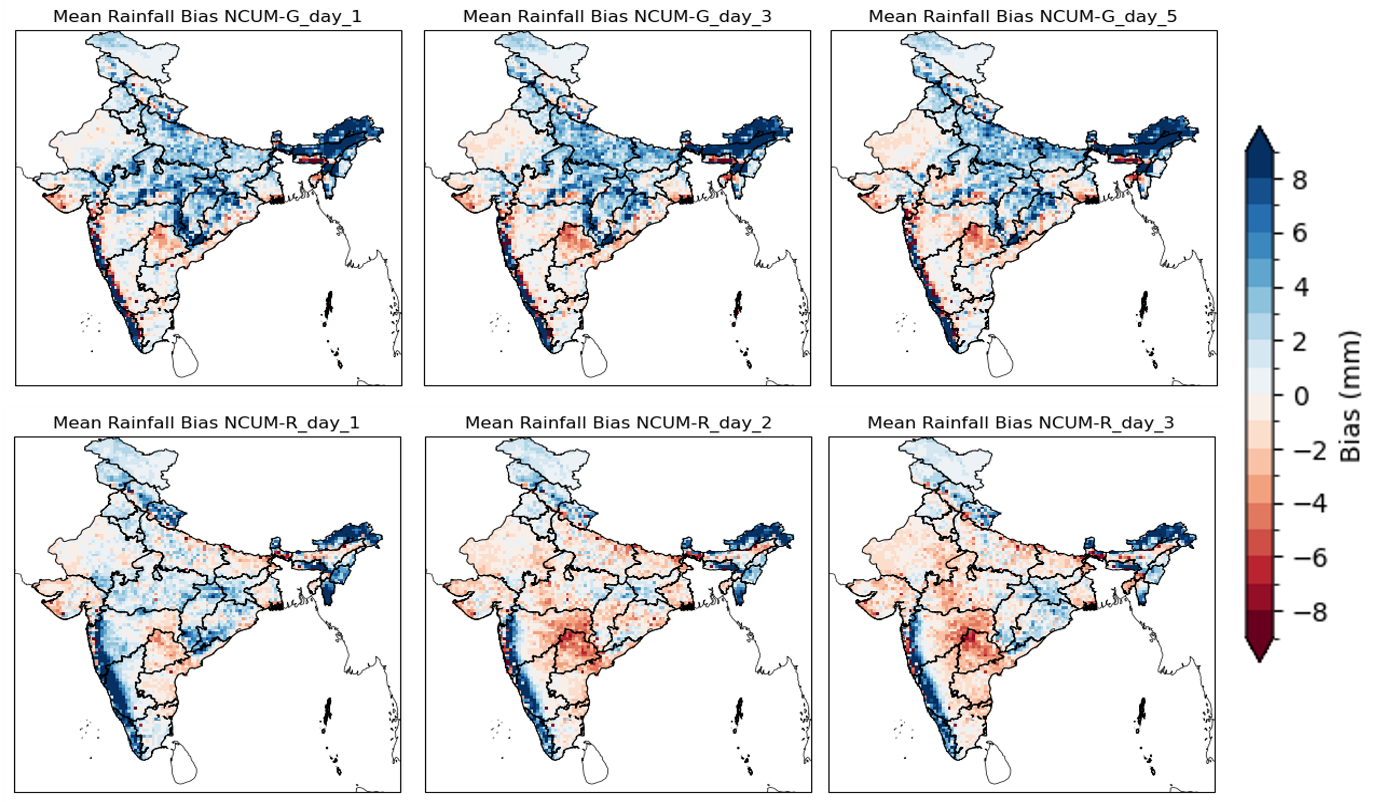 Mean Rainfall Bias NCUM-G_day_1
Mean Rainfall Bias NCUM-G_day_3
Mean Rainfall Bias NCUM-G_day_5
Mean Rainfall Bias NCUM-R_day_1
Mean Rainfall Bias NCUM-R_day_2
Mean Rainfall Bias NCUM-R_day_3
8
6
4
2
0
−2
−4
−6
−8
Bias (mm)